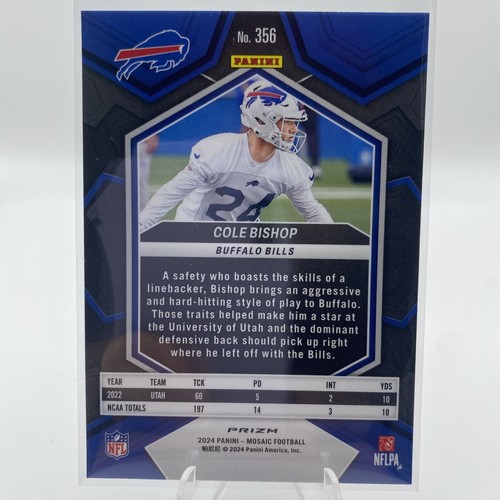 No. 356
PANINI
24
COLE BISHOP
BUFFALO BILLS
A safety who boasts the skills of a
linebacker, Bishop brings an aggressive
and hard-hitting style of play to Buffalo.
Those traits helped make him a star at
the University of Utah and the dominant
defensive back should pick up right
where he left off with the Bills.
YEAR TEAM TCK PD INT YDS
2022 UTAH 60 5 2 10
NCAA TOTALS 197 14 3 10
PRIZM
2024 PANINI – MOSAIC FOOTBALL
帕尼尼 © 2024 Panini America, Inc.
NFL
NFLPA